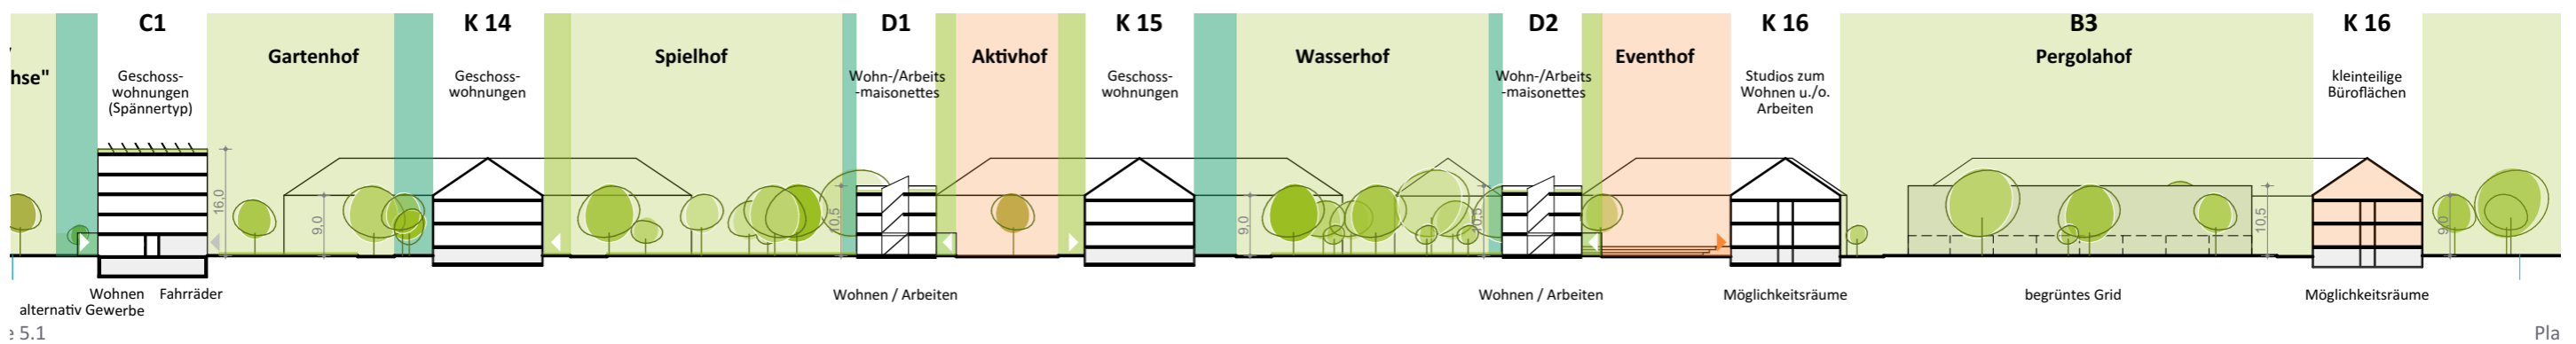 C1
K 14
D1
K 15
D2
K 16
B3
K 16
hse"
Gartenhof
Spielhof
Aktivhof
Wasserhof
Eventhof
Pergolahof
Geschoss-
wohnungen
(Spännertyp)
Geschoss-
wohnungen
Wohn-/Arbeits
-maisonettes
Geschoss-
wohnungen
Wohn-/Arbeits
-maisonettes
Studios zum
Wohnen u./o.
Arbeiten
kleinteilige
Büroflächen
16,0
9,0
10,5
9,0
10,5
10,5
9,0
Wohnen
alternativ Gewerbe
Fahrräder
Wohnen / Arbeiten
Wohnen / Arbeiten
Möglichkeitsräume
begrüntes Grid
Möglichkeitsräume
5.1
Pla